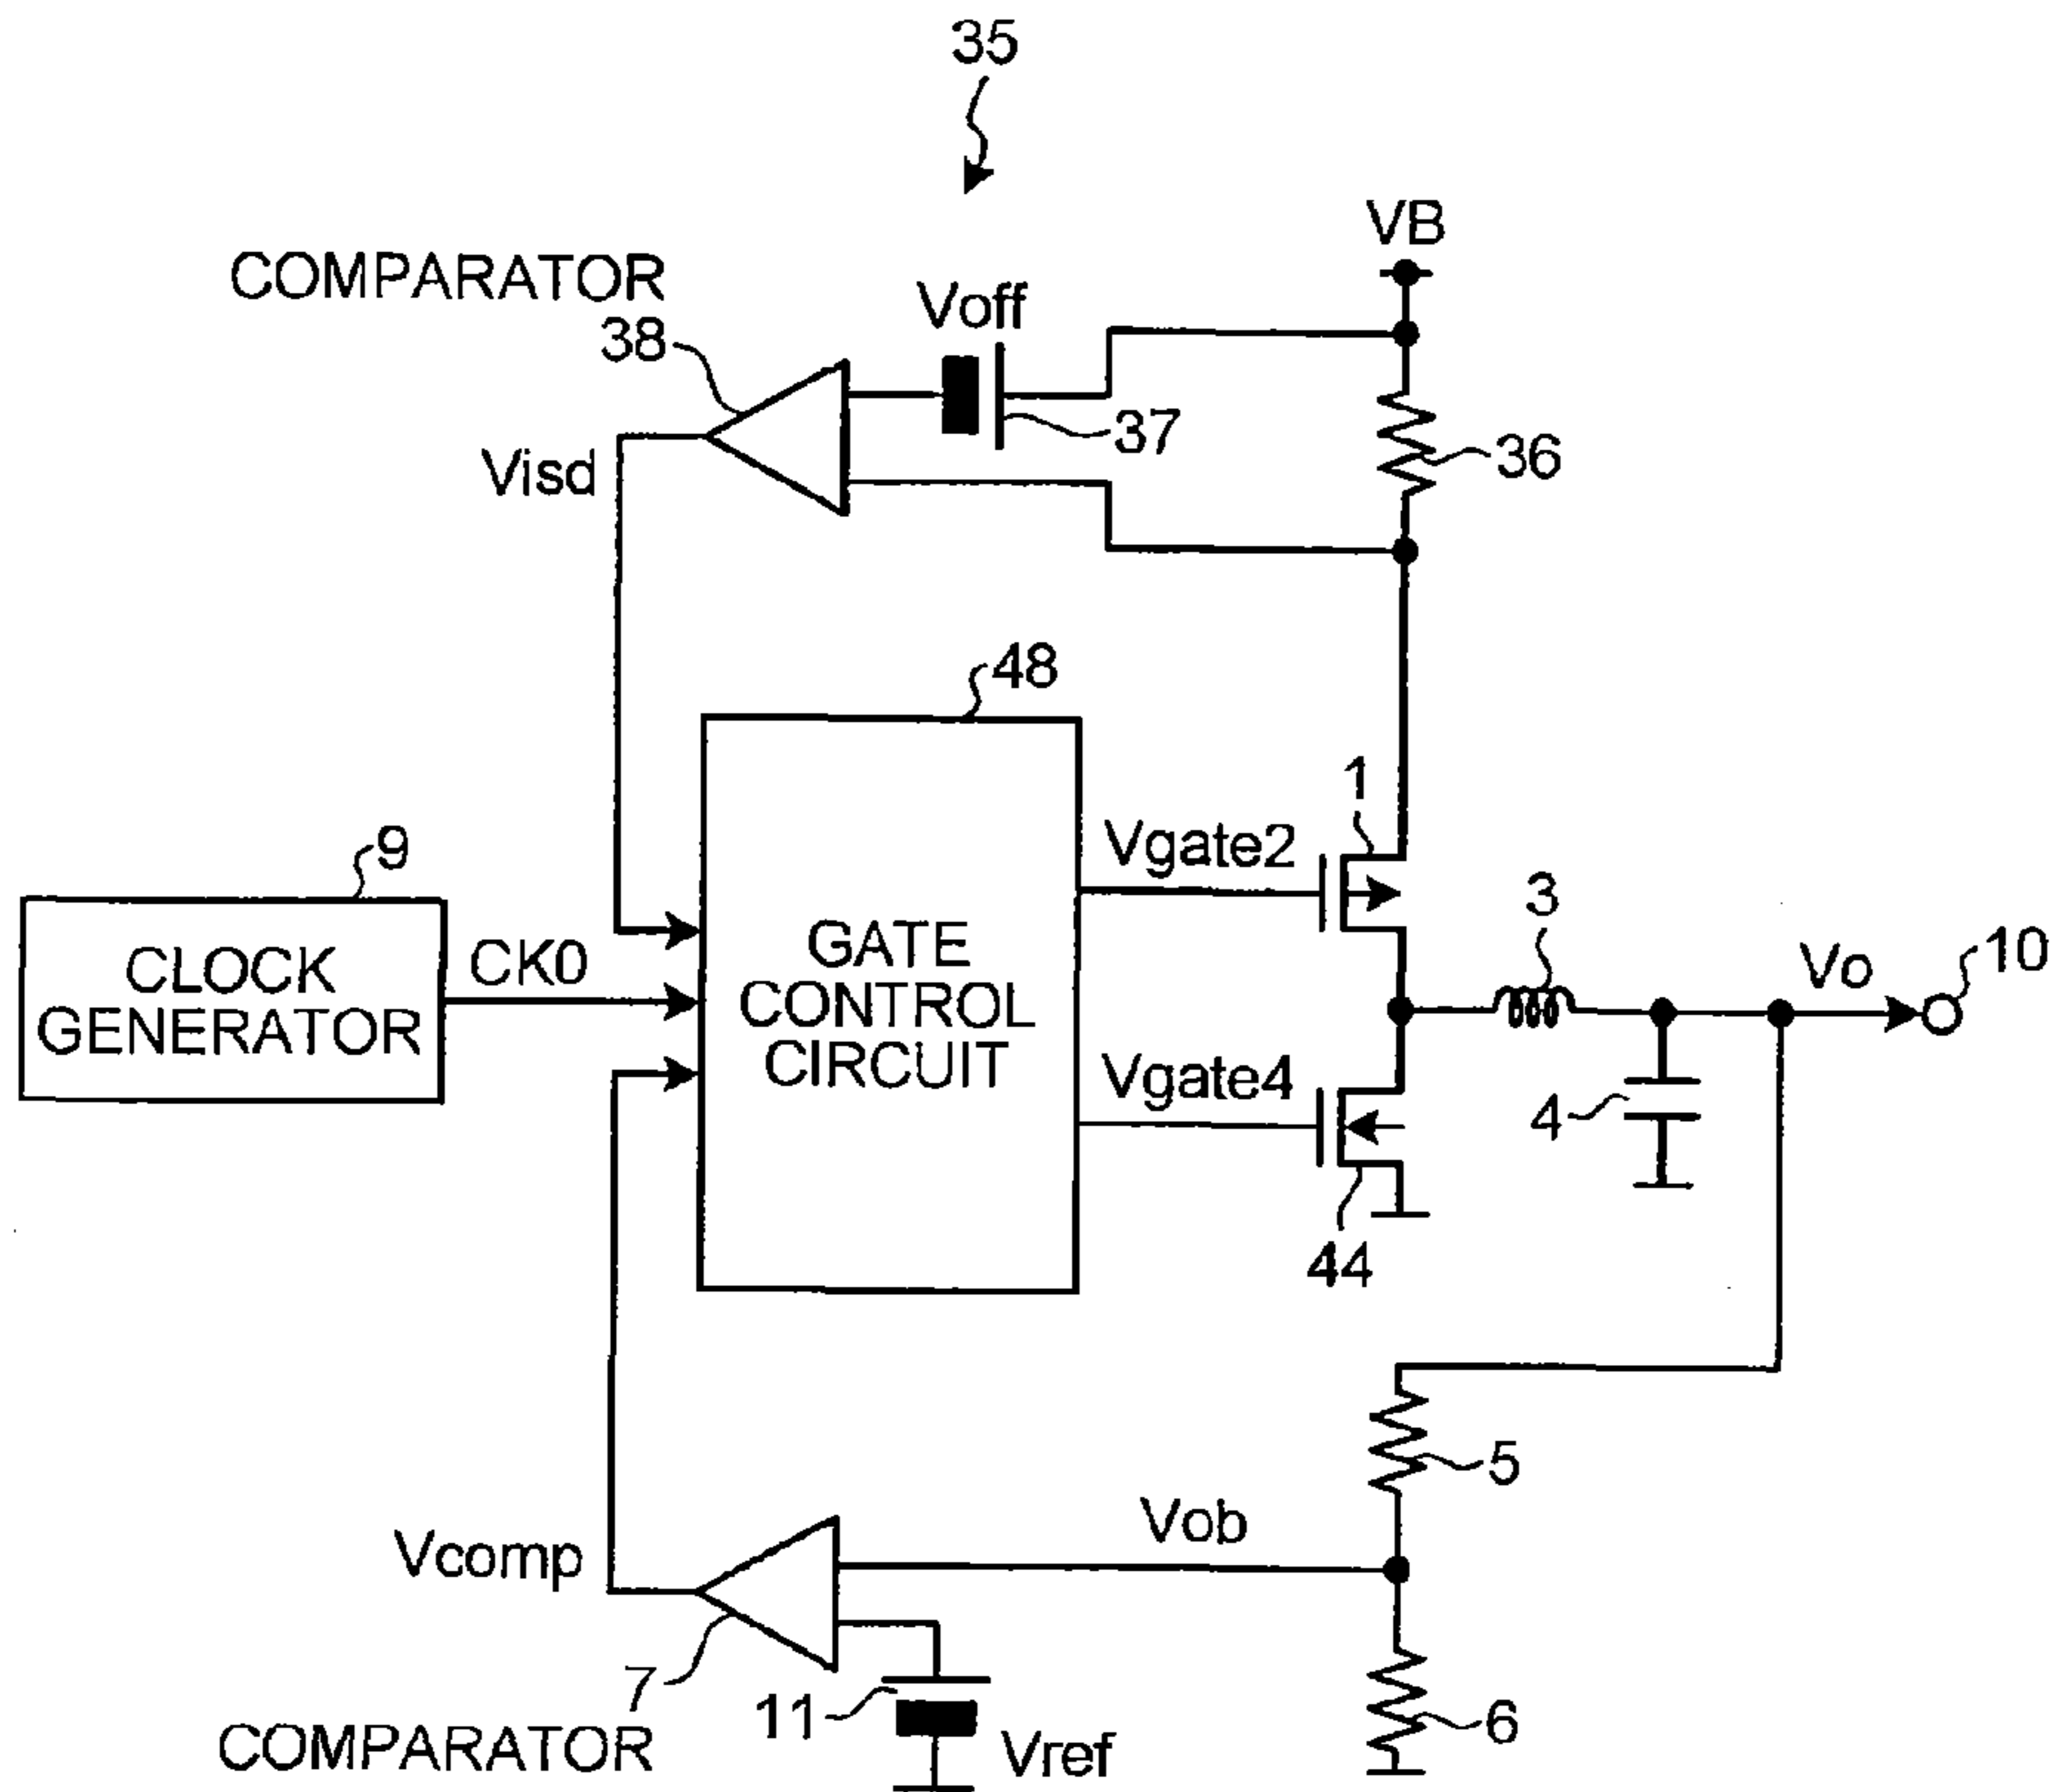 35
VB
COMPARATOR
38
Voff
37
36
Visd
48
1
Vgate2
9
CLOCK
GENERATOR
CK0
GATE
CONTROL
CIRCUIT
3
Vo
10
Vgate4
4
44
5
Vob
Vcomp
7
COMPARATOR
11
Vref
6